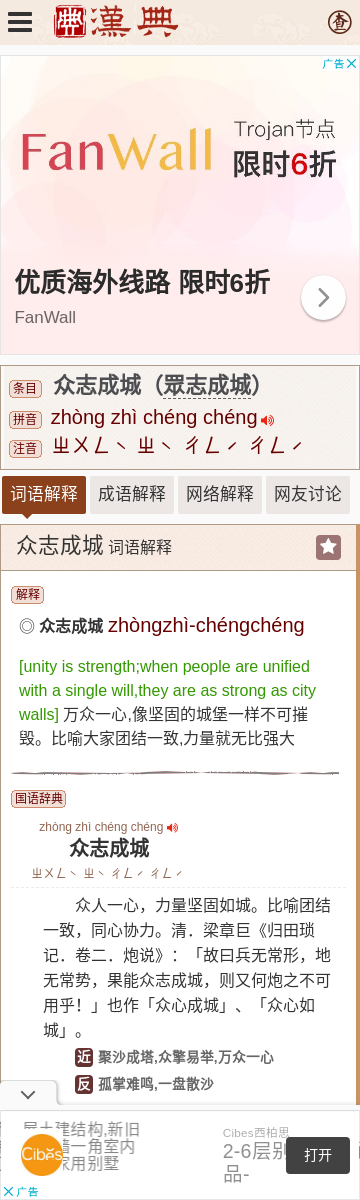 漢典
查
广告
FanWall
Trojan节点
限时6折
优质海外线路 限时6折
FanWall
条目 众志成城（眾志成城）
拼音 zhòng zhì chéng chéng
注音 ㄓㄨㄥˋ ㄓˋ ㄔㄥˊ ㄔㄥˊ
词语解释 成语解释 网络解释 网友讨论
众志成城 词语解释
解释
◎ 众志成城 zhòngzhì-chéngchéng
[unity is strength;when people are unified
with a single will,they are as strong as city
walls] 万众一心,像坚固的城堡一样不可摧
毁。比喻大家团结一致,力量就无比强大
国语辞典
zhòng zhì chéng chéng
众志成城
ㄓㄨㄥˋ ㄓˋ ㄔㄥˊ ㄔㄥˊ
众人一心，力量坚固如城。比喻团结
一致，同心协力。清．梁章巨《归田琐
记．卷二．炮说》：「故曰兵无常形，地
无常势，果能众志成城，则又何炮之不可
用乎！」也作「众心成城」、「众心如
城」。
近 聚沙成塔,众擎易举,万众一心
反 孤掌难鸣,一盘散沙
土建结构,新旧
一角室内
家用别墅
Cibes
Cibes西柏思
2-6层别
品-
打开
广告